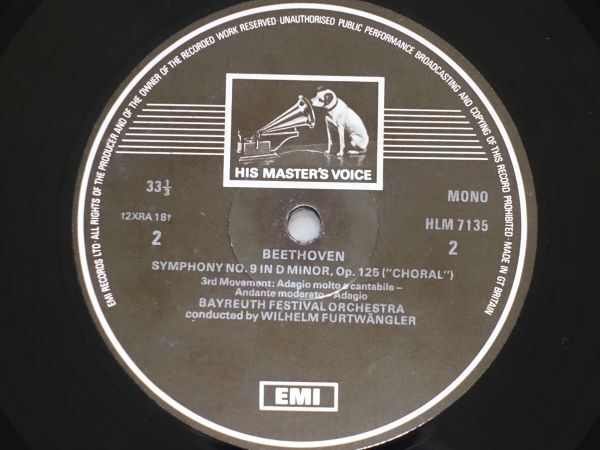 EMI RECORDS LTD·ALL RIGHTS OF THE PRODUCER AND OF THE OWNER OF THE RECORDED WORK RESERVED·UNAUTHORISED PUBLIC PERFORMANCE BROADCASTING AND COPYING OF THIS RECORD PROHIBITED·MADE IN GT BRITAIN
HIS MASTER'S VOICE
33⅓
MONO
†2XRA 18†
HLM 7135
2
2
BEETHOVEN
SYMPHONY NO. 9 IN D MINOR, Op. 125 ("CHORAL")
3rd Movement: Adagio molto e cantabile –
Andante moderato – Adagio
BAYREUTH FESTIVAL ORCHESTRA
conducted by WILHELM FURTWÄNGLER
EMI